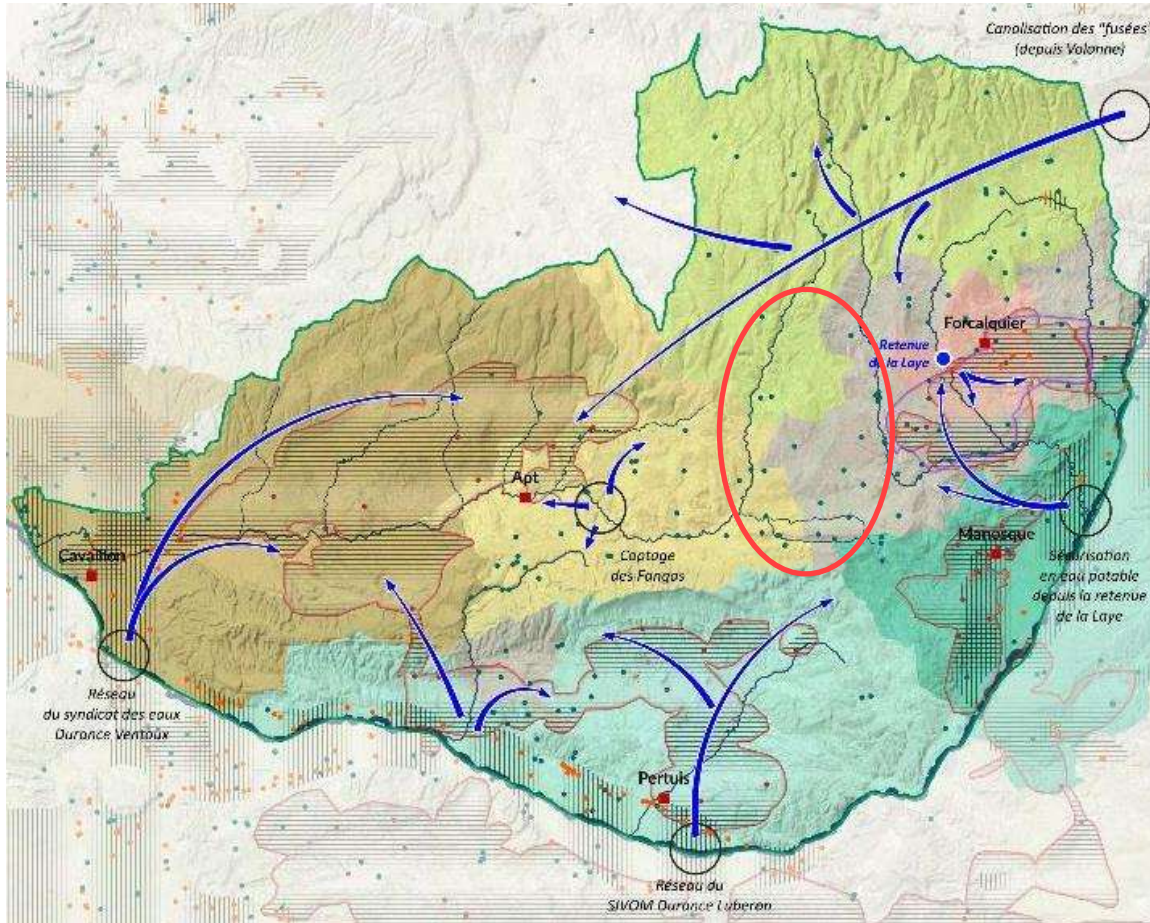 Canalisation des "fusées"
(depuis Volonne)
Forcalquier
Retenue
de la Laye
Apt
Cavaillon
Captage
des Fangas
Manosque
Sécurisation
en eau potable
depuis la retenue
de la Laye
Réseau
du syndicat des eaux
Durance Ventoux
Pertuis
Réseau du
SIVOM Durance Luberon